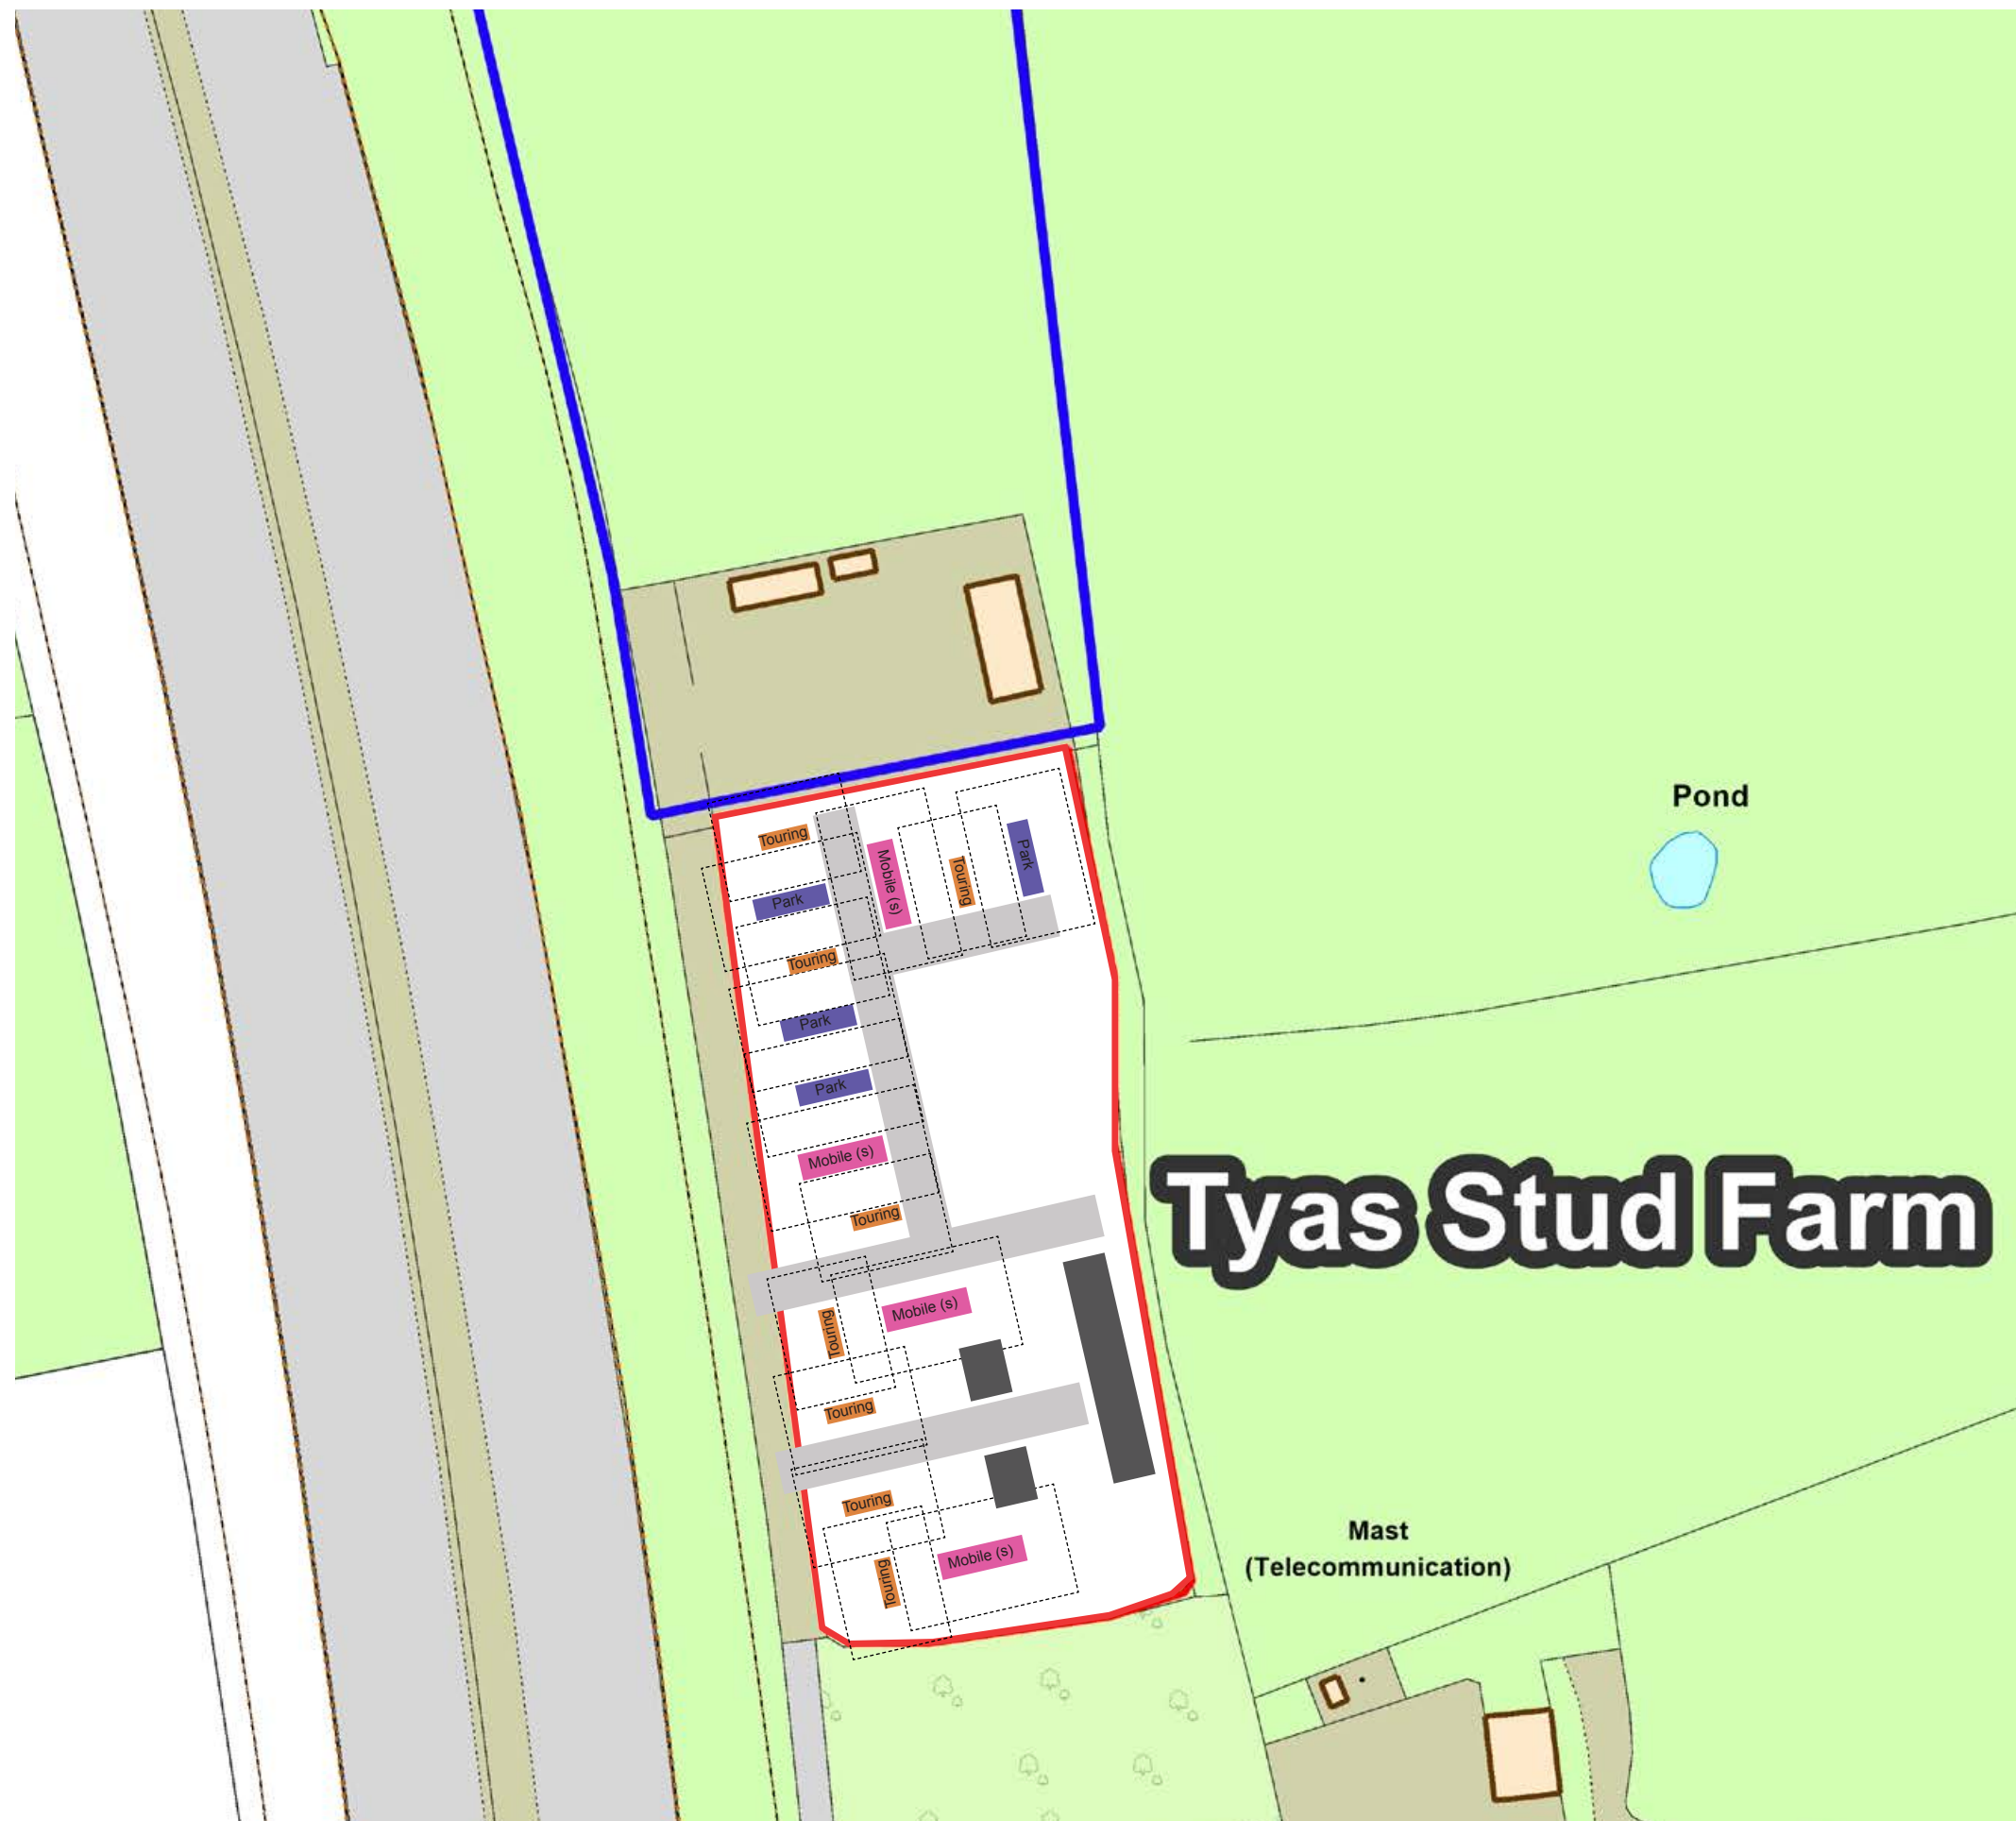 Pond
Touring
Mobile (s)
Touring
Park
Park
Touring
Park
Park
Mobile (s)
Touring
Tyas Stud Farm
Mobile (s)
Touring
Touring
Touring
Mobile (s)
Touring
Mast
(Telecommunication)